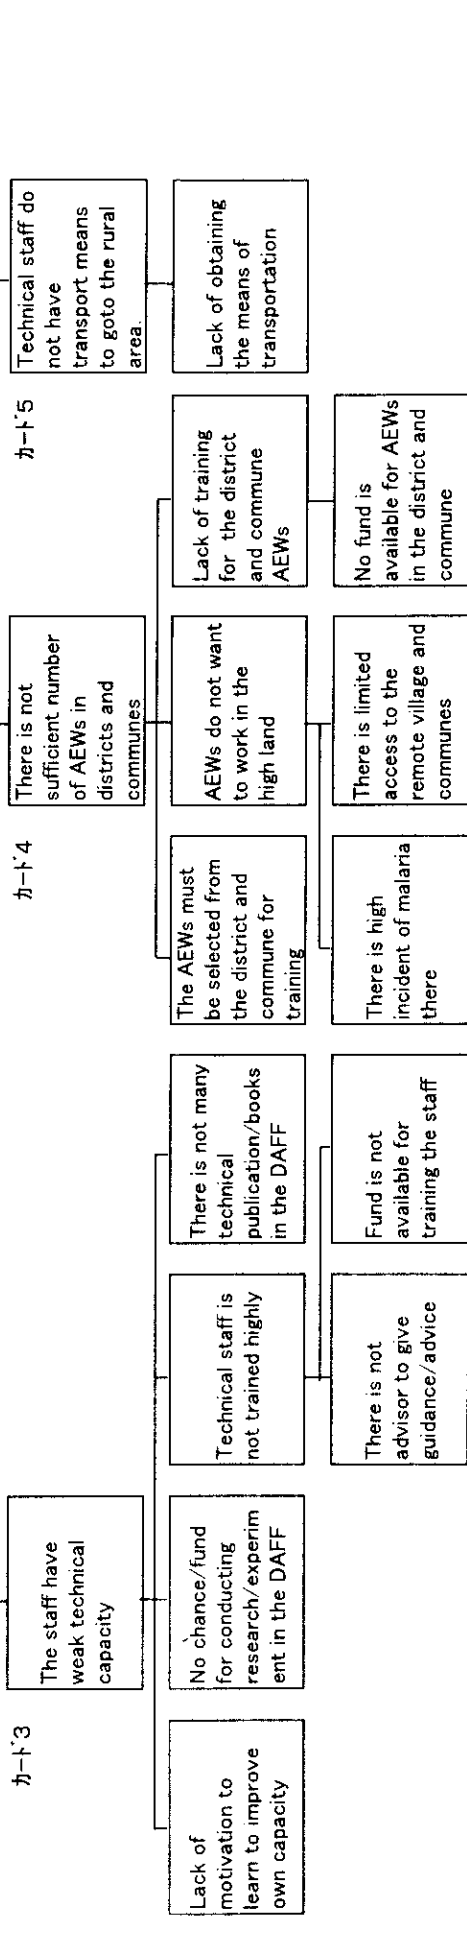 カード3
The staff have
weak technical
capacity
Lack of
motivation to
learn to improve
own capacity
No chance/fund
for conducting
research/experim
ent in the DAFF
Technical staff is
not trained highly
There is not many
technical
publication/books
in the DAFF
There is not
advisor to give
guidance/advice
Fund is not
available for
training the staff
カード4
There is not
sufficient number
of AEWs in
districts and
communes
The AEWs must
be selected from
the district and
commune for
training
AEWs do not want
to work in the
high land
Lack of training
for the district
and commune
AEWs
There is high
incident of malaria
there
There is limited
access to the
remote village and
communes
No fund is
available for AEWs
in the district and
commune
カード5
Technical staff do
not have
transport means
to goto the rural
area.
Lack of obtaining
the means of
transportation